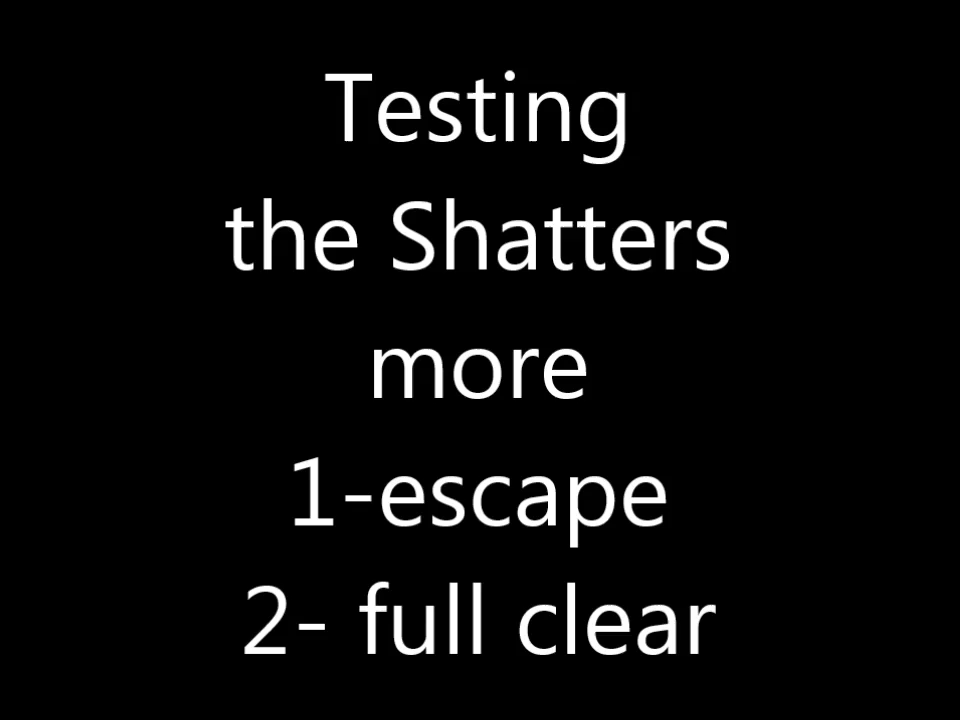 Testing
the Shatters
more
1-escape
2- full clear